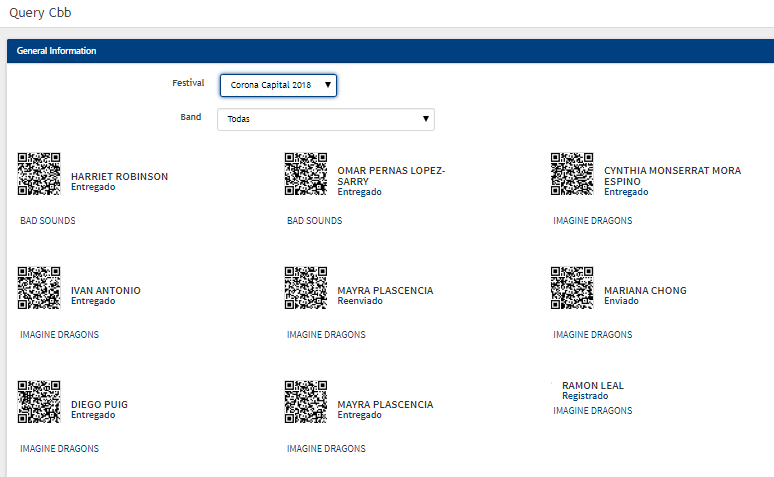 Query Cbb
General Information
Festival
Corona Capital 2018
Band
Todas
HARRIET ROBINSON
Entregado
BAD SOUNDS
OMAR PERNAS LOPEZ-
SARRY
Entregado
BAD SOUNDS
CYNTHIA MONSERRAT MORA
ESPINO
Entregado
IMAGINE DRAGONS
IVAN ANTONIO
Entregado
IMAGINE DRAGONS
MAYRA PLASCENCIA
Reenviado
IMAGINE DRAGONS
MARIANA CHONG
Enviado
IMAGINE DRAGONS
DIEGO PUIG
Entregado
IMAGINE DRAGONS
MAYRA PLASCENCIA
Entregado
IMAGINE DRAGONS
RAMON LEAL
Registrado
IMAGINE DRAGONS